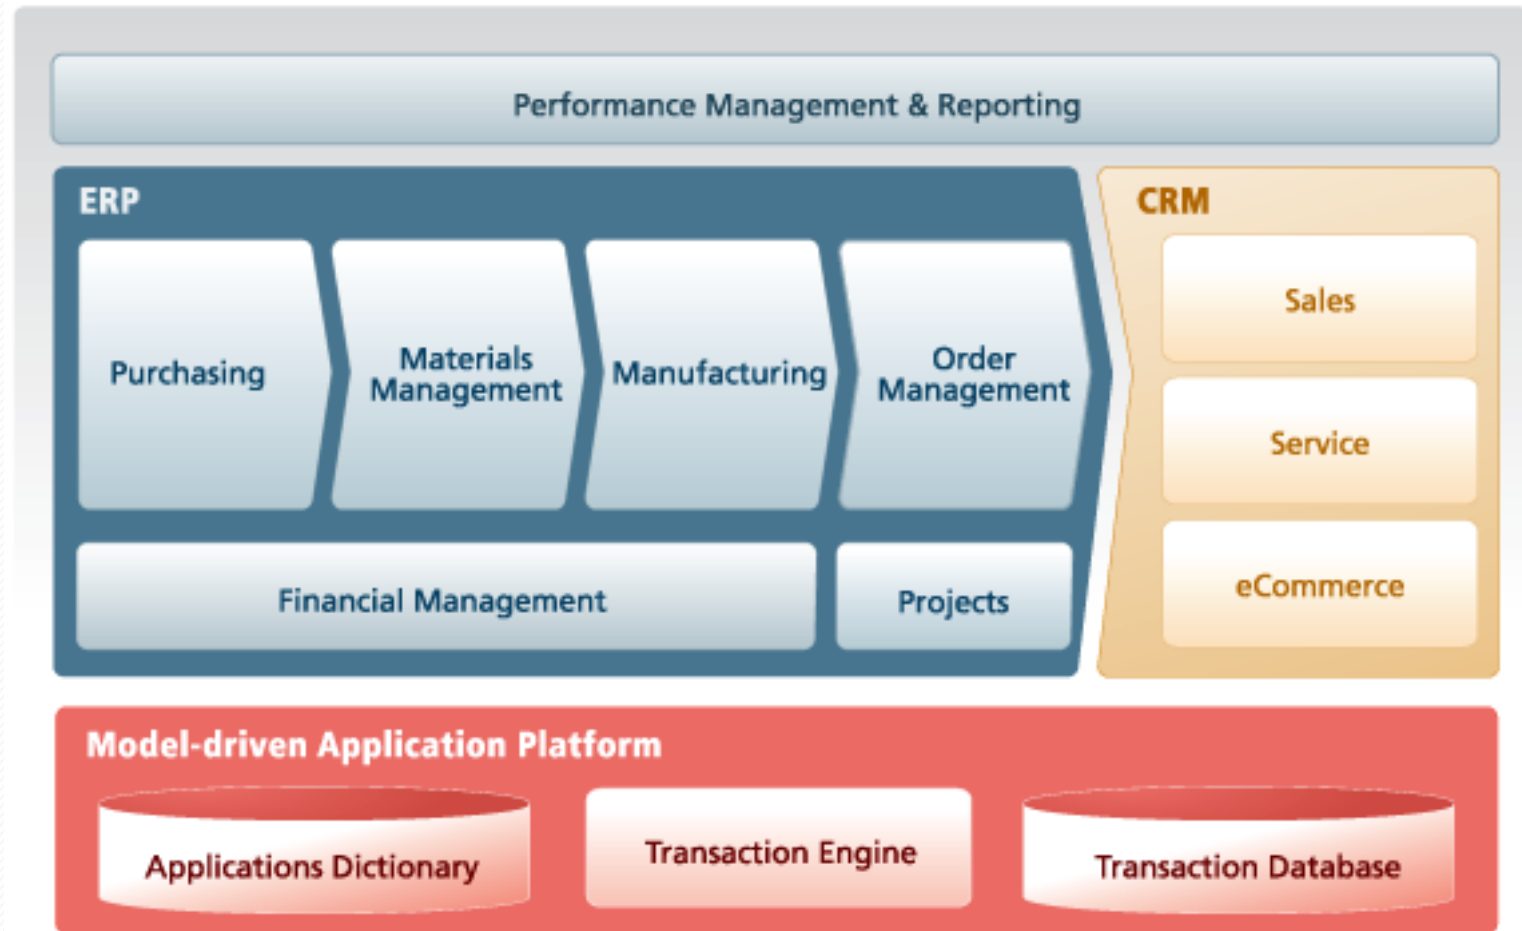 Performance Management & Reporting
ERP
Purchasing
Materials
Management
Manufacturing
Order
Management
Financial Management
Projects
CRM
Sales
Service
eCommerce
Model-driven Application Platform
Applications Dictionary
Transaction Engine
Transaction Database